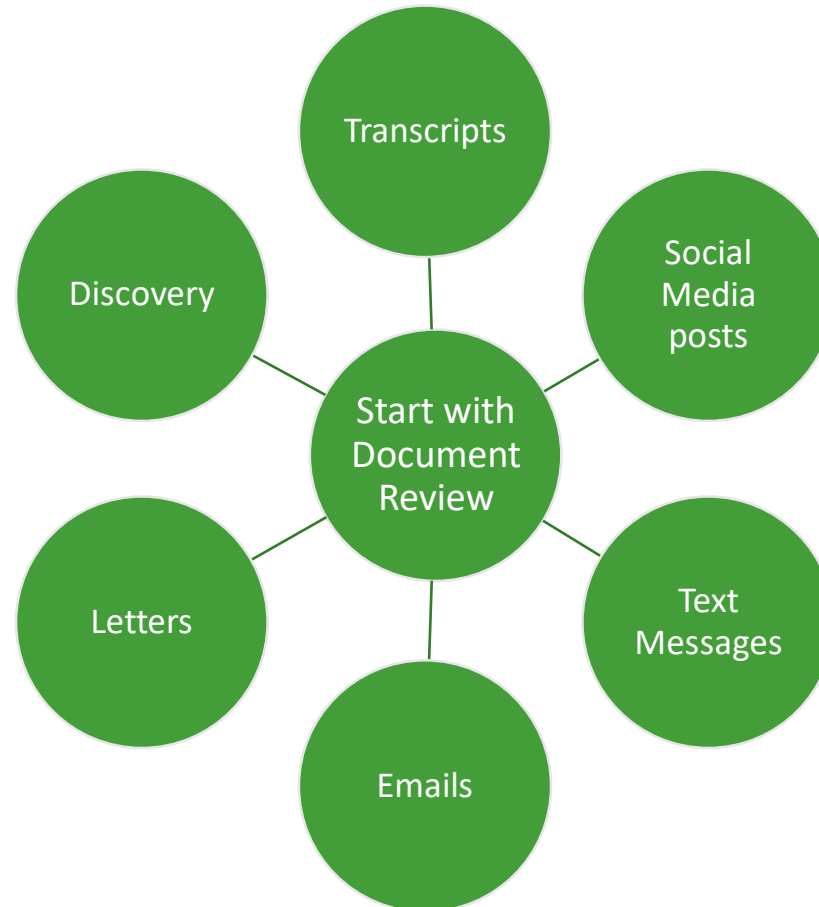 Transcripts
Social
Media
posts
Discovery
Start with
Document
Review
Letters
Text
Messages
Emails